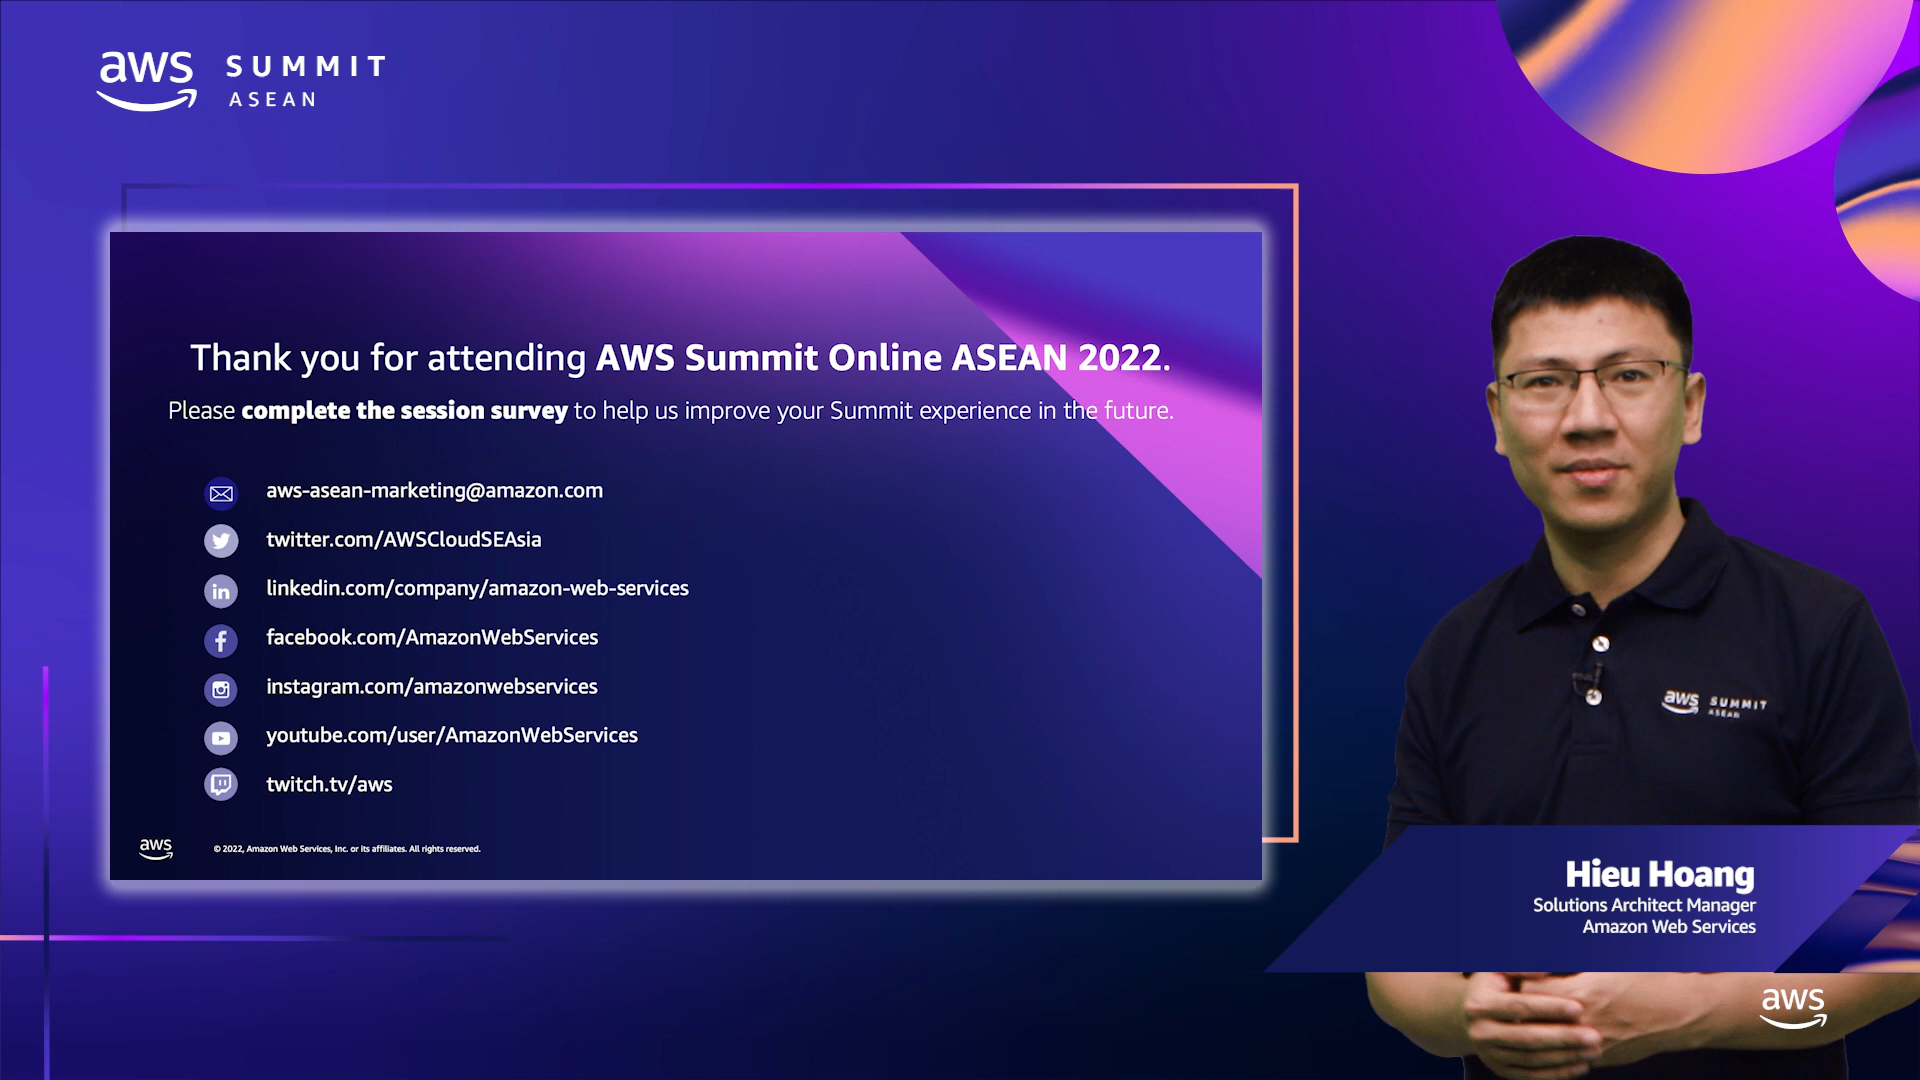 aws SUMMIT
ASEAN
Thank you for attending AWS Summit Online ASEAN 2022.
Please complete the session survey to help us improve your Summit experience in the future.
aws-asean-marketing@amazon.com
twitter.com/AWSCloudSEAsia
linkedin.com/company/amazon-web-services
facebook.com/AmazonWebServices
instagram.com/amazonwebservices
youtube.com/user/AmazonWebServices
twitch.tv/aws
aws © 2022, Amazon Web Services, Inc. or its affiliates. All rights reserved.
aws SUMMIT
ASEAN
Hieu Hoang
Solutions Architect Manager
Amazon Web Services
aws